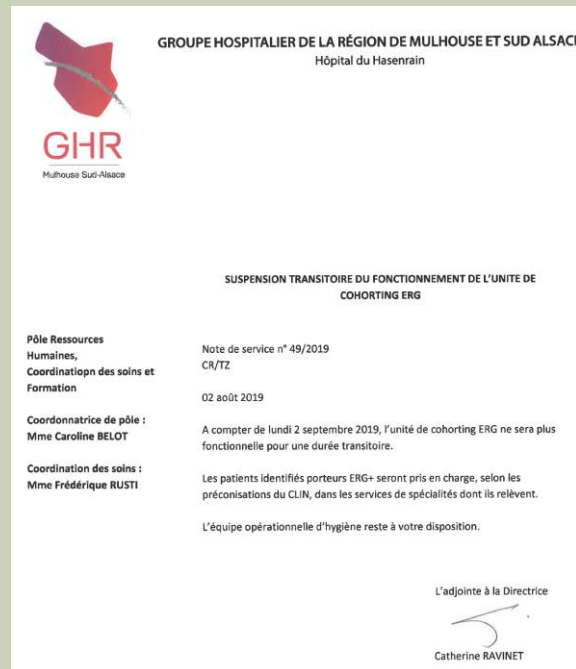 GROUPE HOSPITALIER DE LA RÉGION DE MULHOUSE ET SUD ALSACE
Hôpital du Hasenrain
GHR
Mulhouse Sud-Alsace
SUSPENSION TRANSITOIRE DU FONCTIONNEMENT DE L'UNITE DE
COHORTING ERG
Pôle Ressources
Humaines,
Coordinatiopn des soins et
Formation
Coordonnatrice de pôle :
Mme Caroline BELOT
Coordination des soins :
Mme Frédérique RUSTI
Note de service n° 49/2019
CR/TZ
02 août 2019
A compter de lundi 2 septembre 2019, l'unité de cohorting ERG ne sera plus
fonctionnelle pour une durée transitoire.
Les patients identifiés porteurs ERG+ seront pris en charge, selon les
préconisations du CLIN, dans les services de spécialités dont ils relèvent.
L'équipe opérationnelle d'hygiène reste à votre disposition.
L'adjointe à la Directrice
Catherine RAVINET